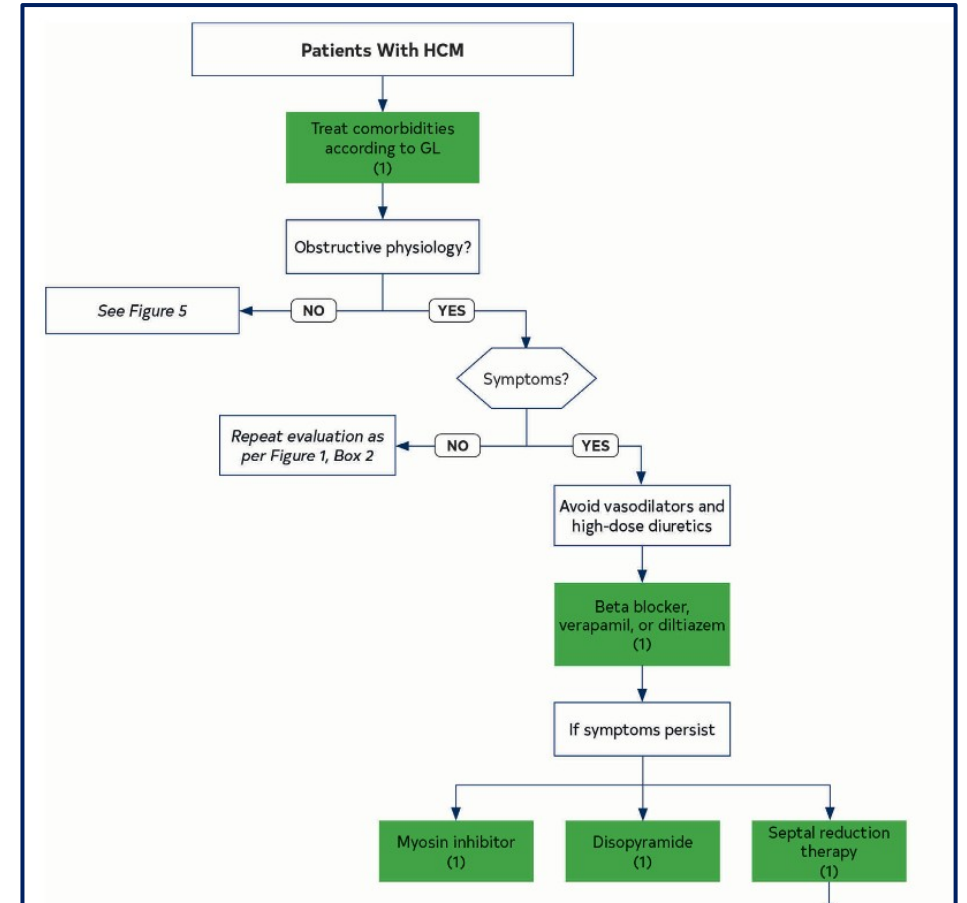 Patients With HCM
Treat comorbidities
according to GL
(1)
Obstructive physiology?
See Figure 5
NO
YES
Symptoms?
Repeat evaluation as
per Figure 1, Box 2
NO
YES
Avoid vasodilators and
high-dose diuretics
Beta blocker,
verapamil, or diltiazem
(1)
If symptoms persist
Myosin inhibitor
(1)
Disopyramide
(1)
Septal reduction
therapy
(1)